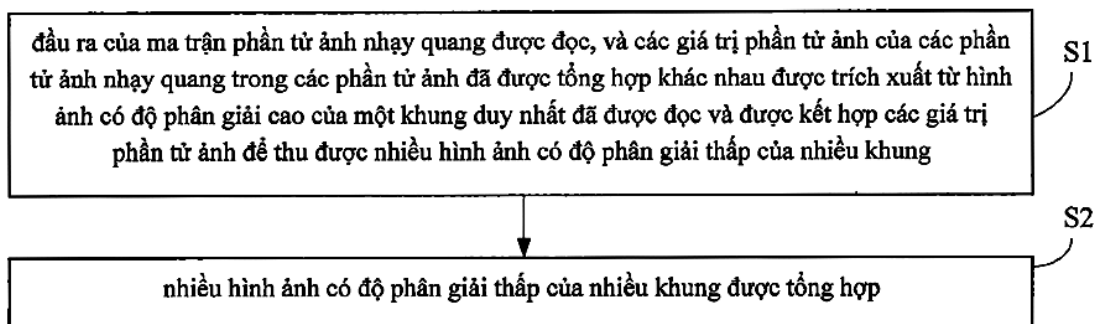 đầu ra của ma trận phần tử ảnh nhạy quang được đọc, và các giá trị phần tử ảnh của các phần
tử ảnh nhạy quang trong các phần tử ảnh đã được tổng hợp khác nhau được trích xuất từ hình
ảnh có độ phân giải cao của một khung duy nhất đã được đọc và được kết hợp các giá trị
phần tử ảnh để thu được nhiều hình ảnh có độ phân giải thấp của nhiều khung
S1
S2
nhiều hình ảnh có độ phân giải thấp của nhiều khung được tổng hợp